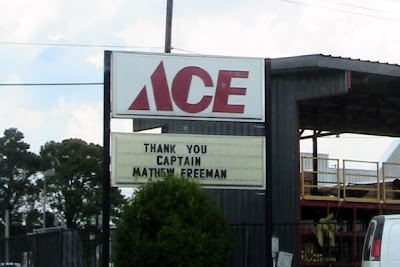 ACE
THANK YOU
CAPTAIN
MATHEW FREEMAN